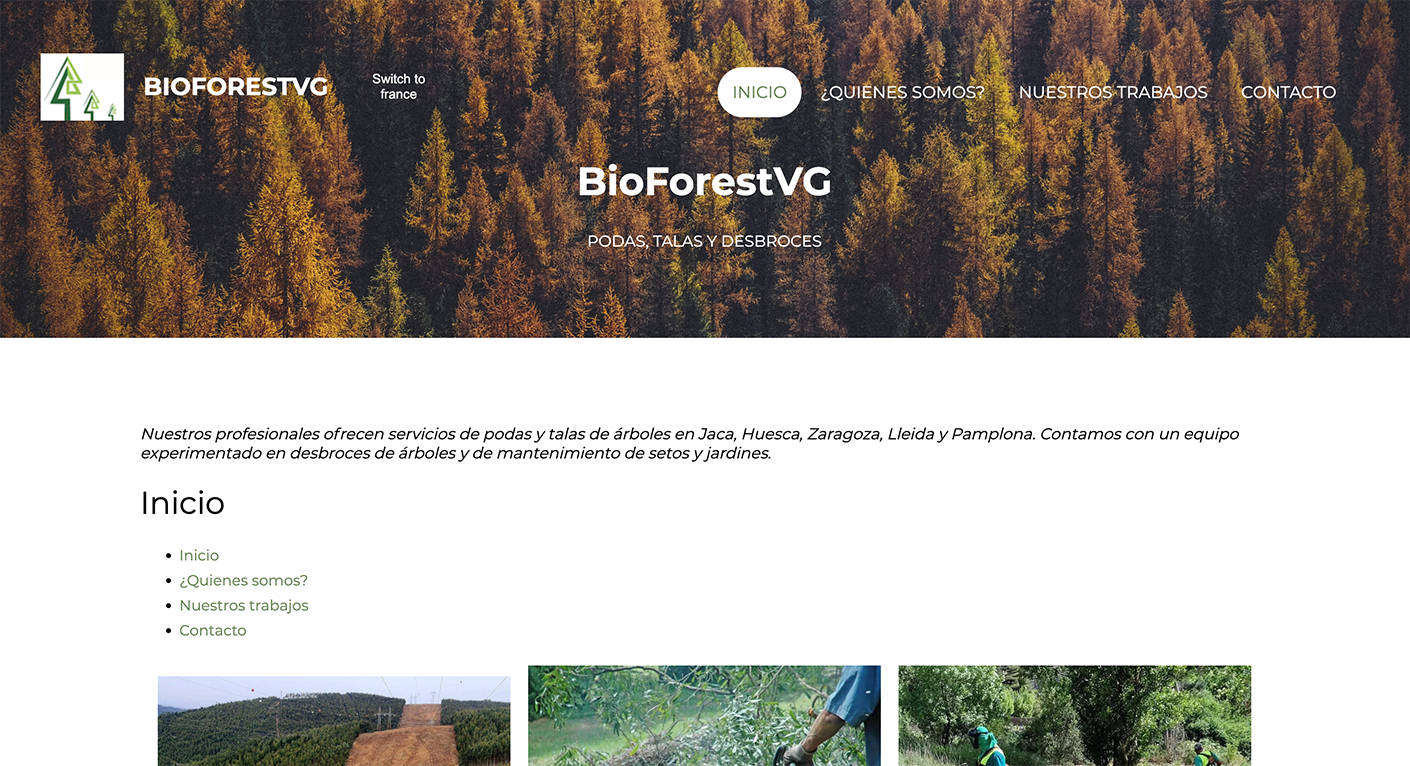 BIOFORESTVG
Switch to
france
INICIO
¿QUIENES SOMOS?
NUESTROS TRABAJOS
CONTACTO
BioForestVG
PODAS, TALAS Y DESBROCES
Nuestros profesionales ofrecen servicios de podas y talas de árboles en Jaca, Huesca, Zaragoza, Lleida y Pamplona. Contamos con un equipo
experimentado en desbroces de árboles y de mantenimiento de setos y jardines.
Inicio
Inicio
¿Quienes somos?
Nuestros trabajos
Contacto